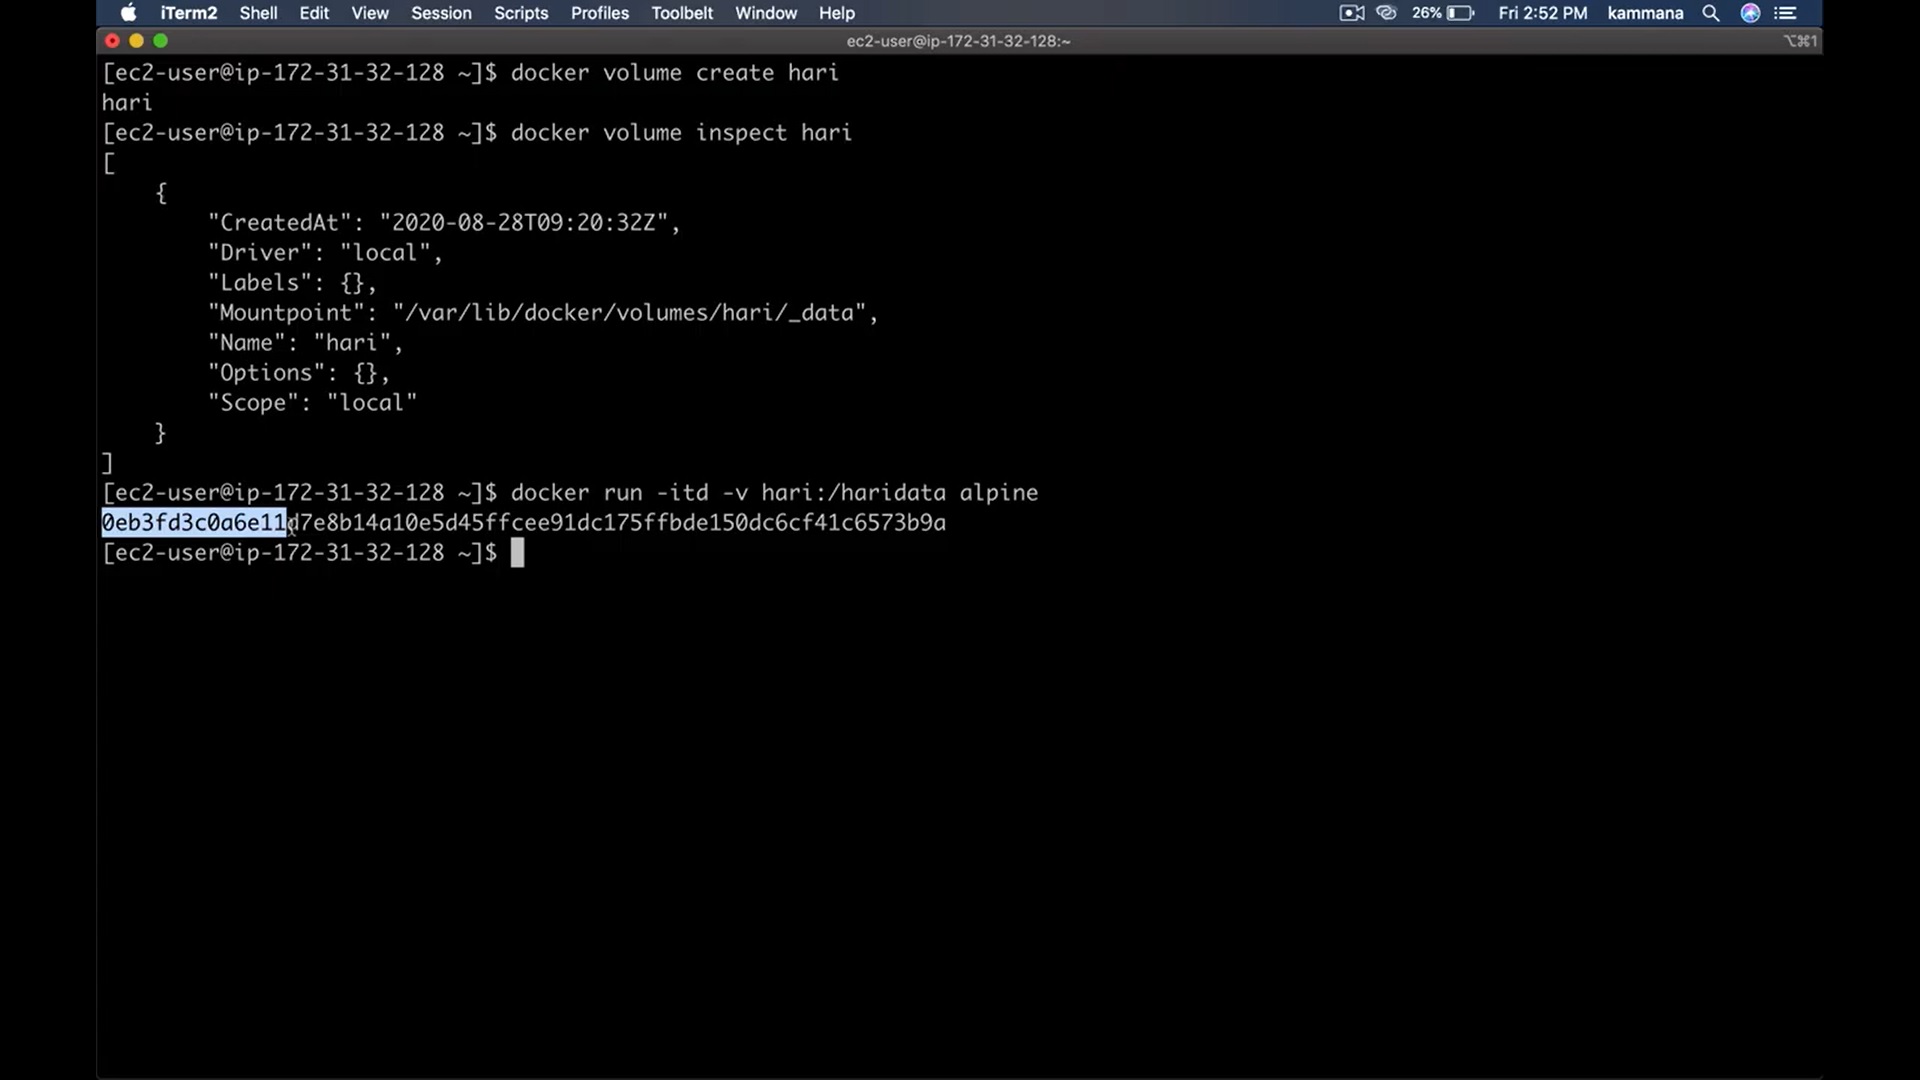 iTerm2 Shell Edit View Session Scripts Profiles Toolbelt Window Help 26% Fri 2:52 PM kammana
ec2-user@ip-172-31-32-128:~ ⌥⌘1
[ec2-user@ip-172-31-32-128 ~]$ docker volume create hari
hari
[ec2-user@ip-172-31-32-128 ~]$ docker volume inspect hari
[
    {
        "CreatedAt": "2020-08-28T09:20:32Z",
        "Driver": "local",
        "Labels": {},
        "Mountpoint": "/var/lib/docker/volumes/hari/_data",
        "Name": "hari",
        "Options": {},
        "Scope": "local"
    }
]
[ec2-user@ip-172-31-32-128 ~]$ docker run -itd -v hari:/haridata alpine
0eb3fd3c0a6e11d7e8b14a10e5d45ffcee91dc175ffbde150dc6cf41c6573b9a
[ec2-user@ip-172-31-32-128 ~]$